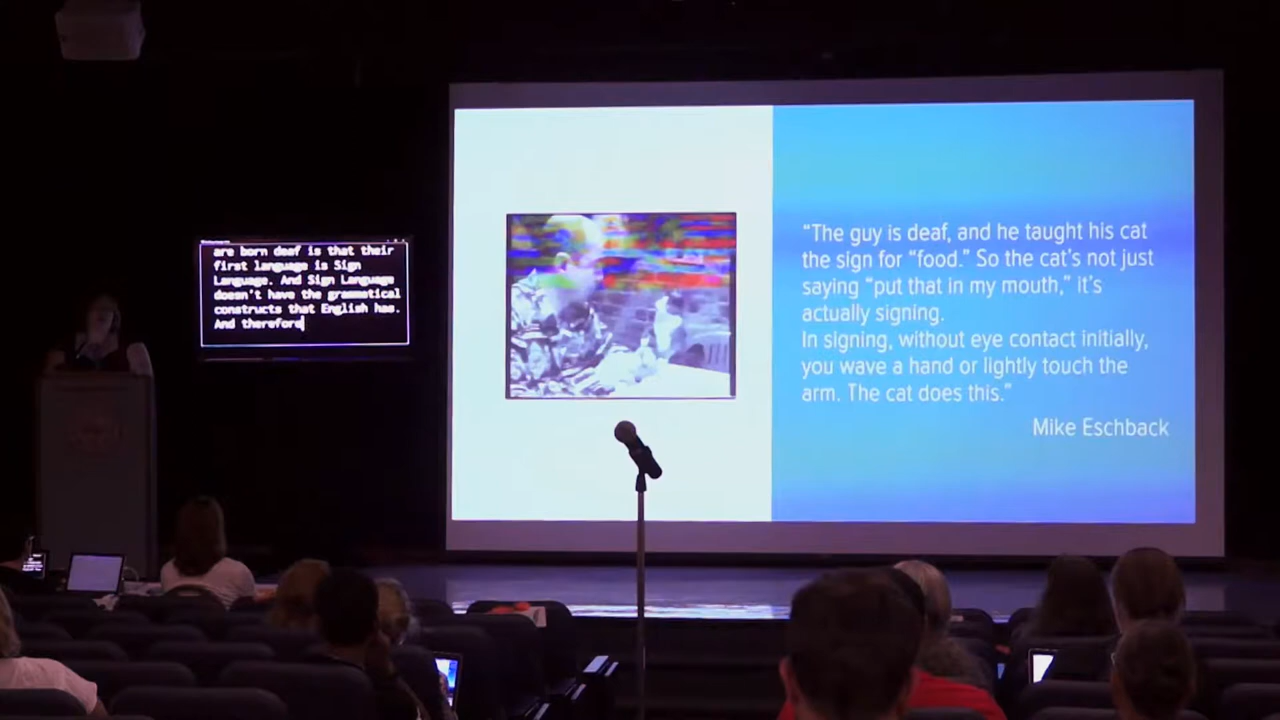 are born deaf is that their
first language is Sign
Language. And Sign Language
doesn't have the grammatical
constructs that English has.
And therefore
“The guy is deaf, and he taught his cat
the sign for “food.” So the cat's not just
saying “put that in my mouth,” it's
actually signing.
In signing, without eye contact initially,
you wave a hand or lightly touch the
arm. The cat does this.”
Mike Eschback